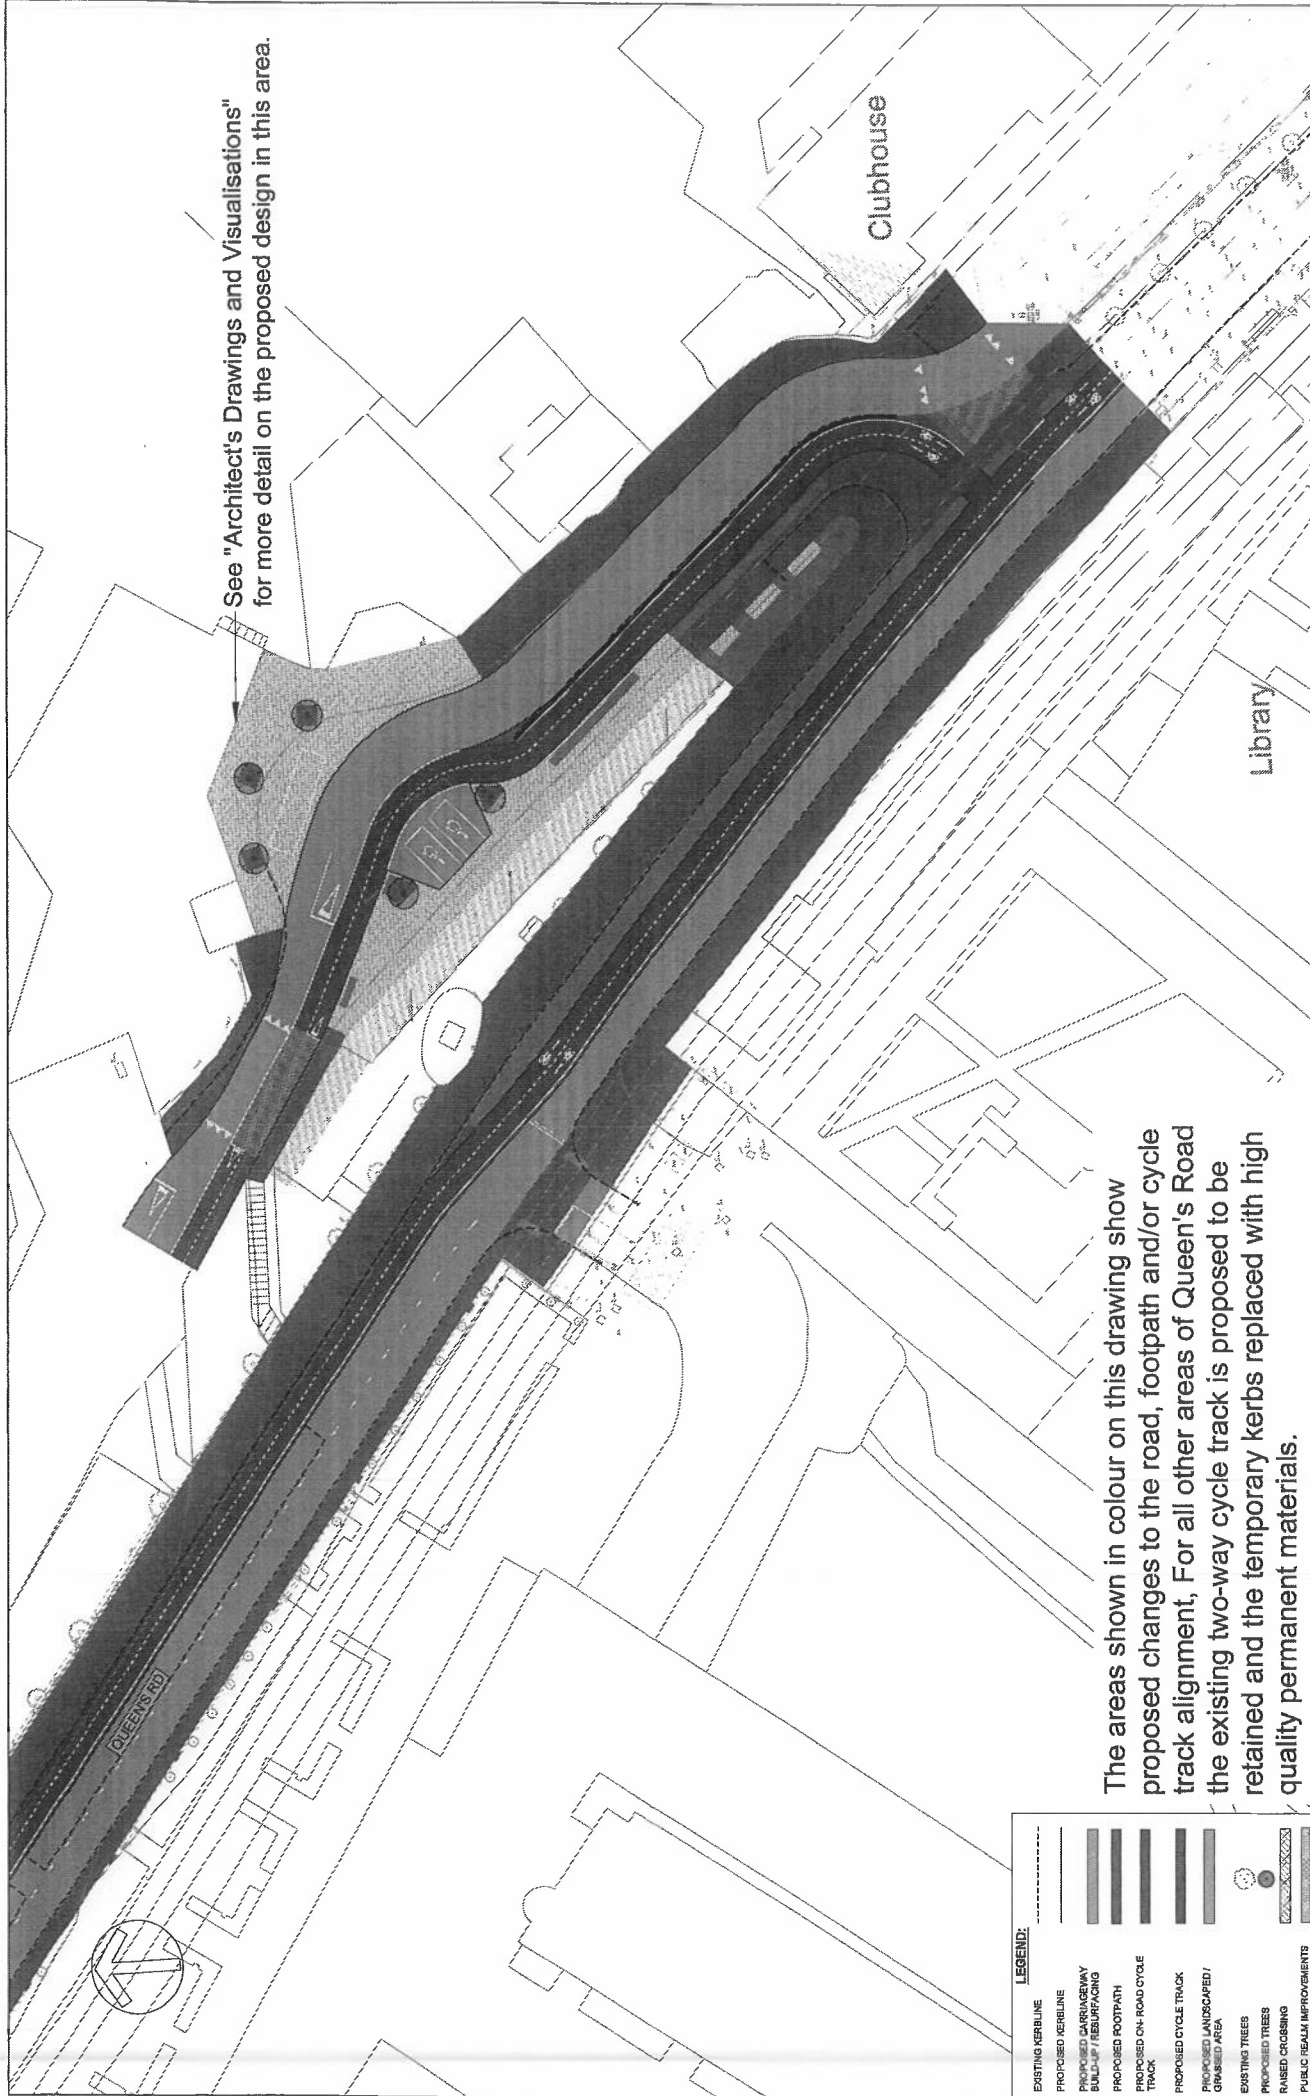 See "Architect's Drawings and Visualisations"
for more detail on the proposed design in this area.
Clubhouse
Library
QUEEN'S RD
The areas shown in colour on this drawing show
proposed changes to the road, footpath and/or cycle
track alignment, For all other areas of Queen's Road
the existing two-way cycle track is proposed to be
retained and the temporary kerbs replaced with high
quality permanent materials.
LEGEND:
EXISTING KERBLINE
PROPOSED KERBLINE
PROPOSED CARRIAGEWAY
BUILD-UP / RESURFACING
PROPOSED FOOTPATH
PROPOSED ON- ROAD CYCLE
TRACK
PROPOSED CYCLE TRACK
PROPOSED LANDSCAPED /
GRASSED AREA
EXISTING TREES
PROPOSED TREES
RAISED CROSSING
PUBLIC REALM IMPROVEMENTS